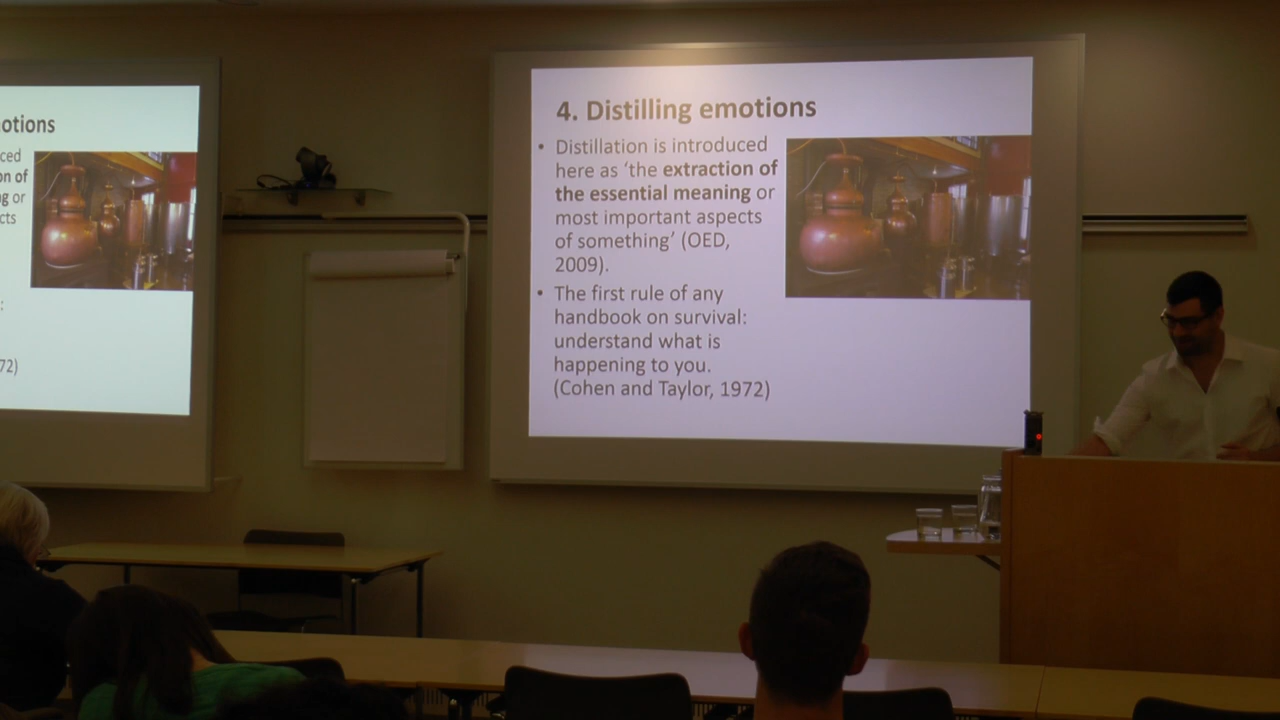 otions
ced
on of
g or
cts
:
72)
4. Distilling emotions
• Distillation is introduced
here as ‘the extraction of
the essential meaning or
most important aspects
of something’ (OED,
2009).
• The first rule of any
handbook on survival:
understand what is
happening to you.
(Cohen and Taylor, 1972)